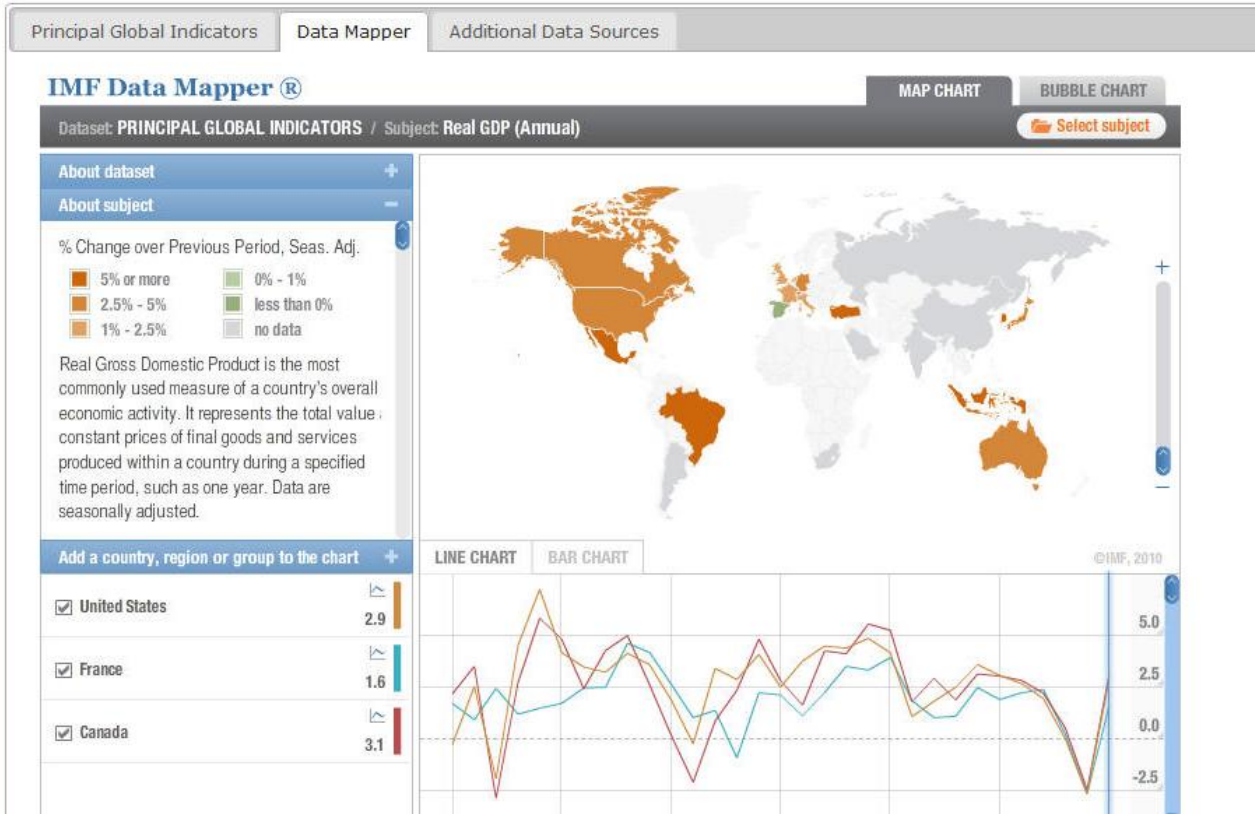 Principal Global Indicators
Data Mapper
Additional Data Sources
IMF Data Mapper ®
MAP CHART
BUBBLE CHART
Dataset: PRINCIPAL GLOBAL INDICATORS / Subject: Real GDP (Annual)
Select subject
About dataset
About subject
% Change over Previous Period, Seas. Adj.
5% or more
0% - 1%
2.5% - 5%
less than 0%
1% - 2.5%
no data
Real Gross Domestic Product is the most
commonly used measure of a country's overall
economic activity. It represents the total value
constant prices of final goods and services
produced within a country during a specified
time period, such as one year. Data are
seasonally adjusted.
Add a country, region or group to the chart
LINE CHART
BAR CHART
©IMF, 2010
United States
2.9
France
1.6
Canada
3.1
5.0
2.5
0.0
-2.5